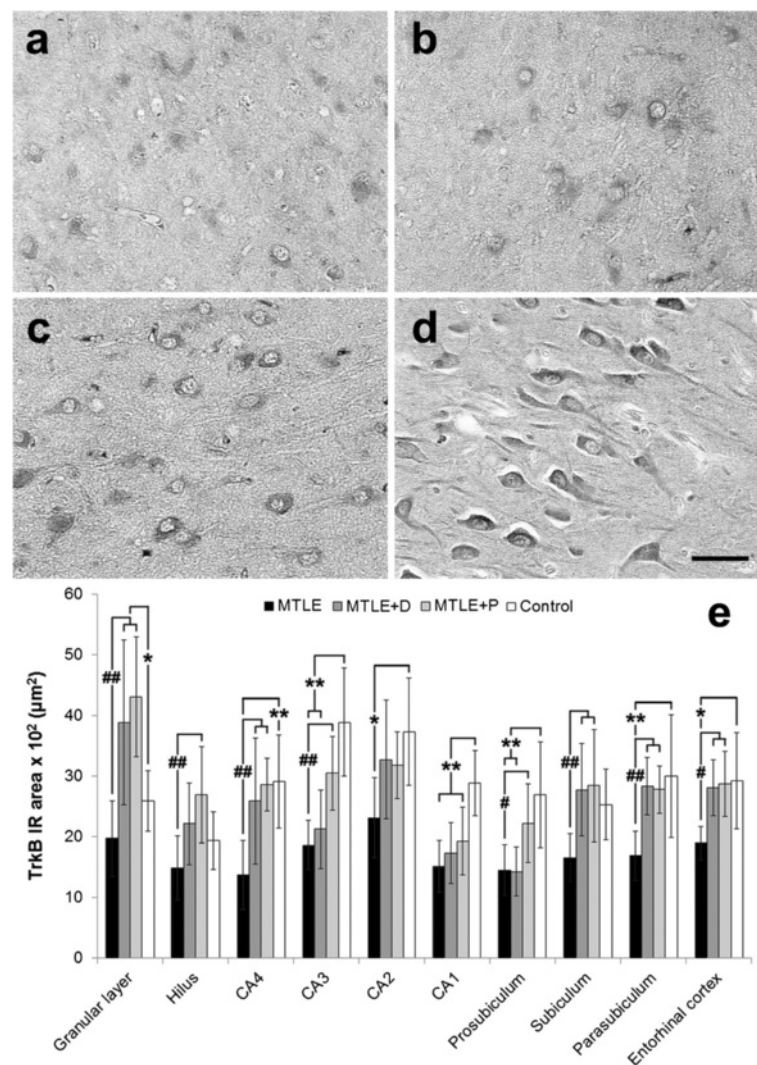 a
b
c
d
e
60
50
40
30
20
10
0
TrkB IR area x 10² (µm²)
MTLE MTLE+D MTLE+P Control
## *
##
## **
** ##
*
**
** #
##
** ##
* #
Granular layer
Hilus
CA4
CA3
CA2
CA1
Prosubiculum
Subiculum
Parasubiculum
Entorhinal cortex